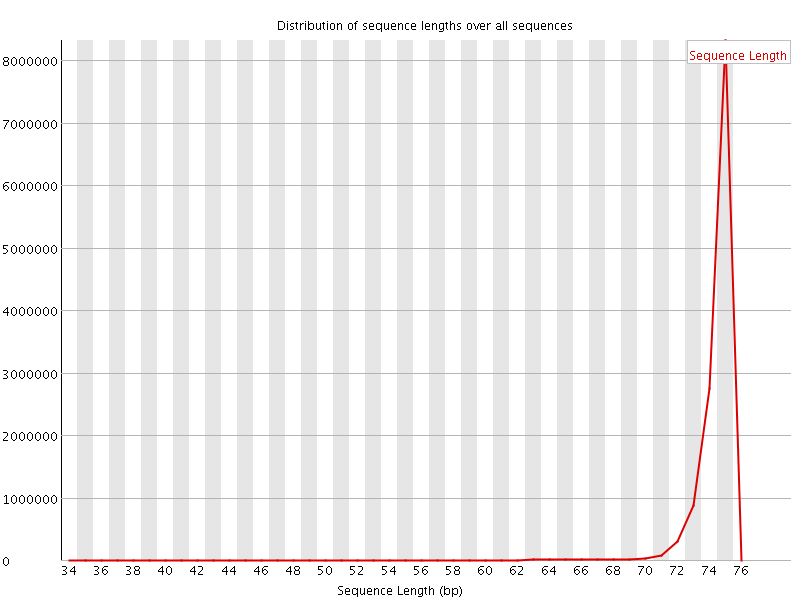 Distribution of sequence lengths over all sequences
Sequence Length
8000000
7000000
6000000
5000000
4000000
3000000
2000000
1000000
0
34 36 38 40 42 44 46 48 50 52 54 56 58 60 62 64 66 68 70 72 74 76
Sequence Length (bp)